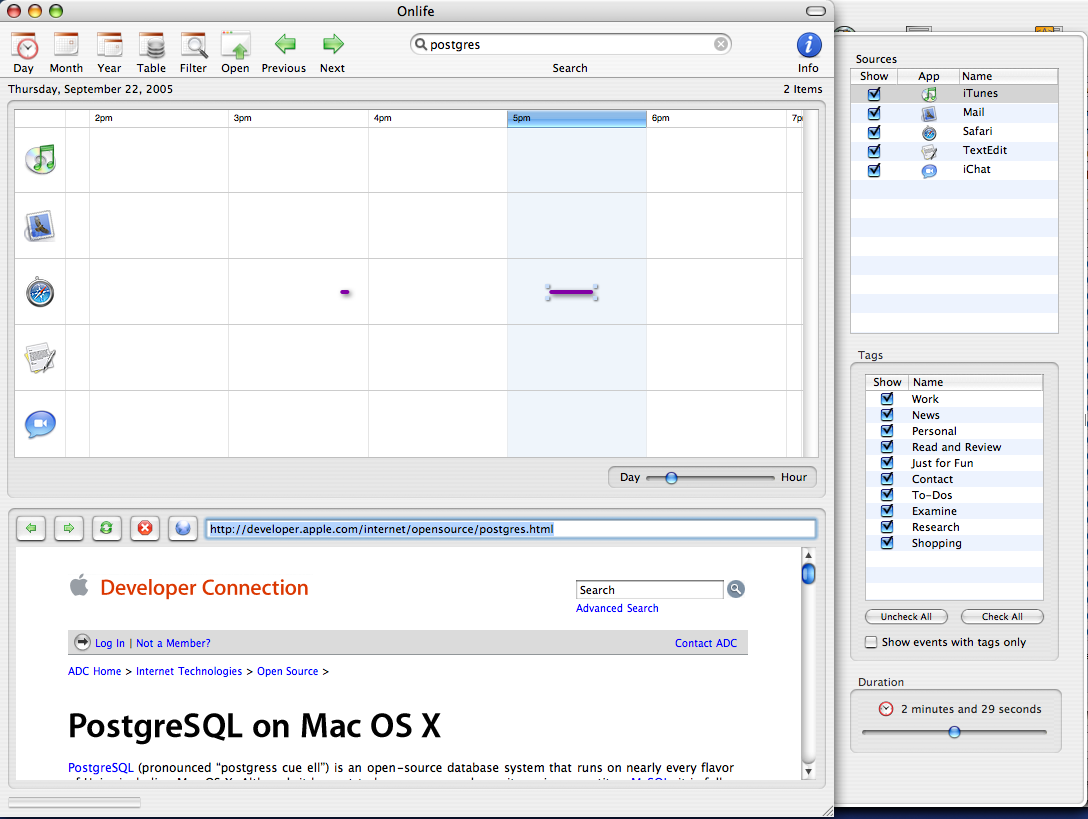 Onlife
Day Month Year Table Filter Open Previous Next
postgres
Search
Info
Thursday, September 22, 2005
2 Items
2pm 3pm 4pm 5pm 6pm
Day Hour
http://developer.apple.com/internet/opensource/postgres.html
Developer Connection
Search
Advanced Search
Log In | Not a Member?
Contact ADC
ADC Home > Internet Technologies > Open Source >
PostgreSQL on Mac OS X
PostgreSQL (pronounced “postgress cue ell”) is an open-source database system that runs on nearly every flavor
Sources
Show App Name
iTunes
Mail
Safari
TextEdit
iChat
Tags
Show Name
Work
News
Personal
Read and Review
Just for Fun
Contact
To-Dos
Examine
Research
Shopping
Uncheck All Check All
Show events with tags only
Duration
2 minutes and 29 seconds